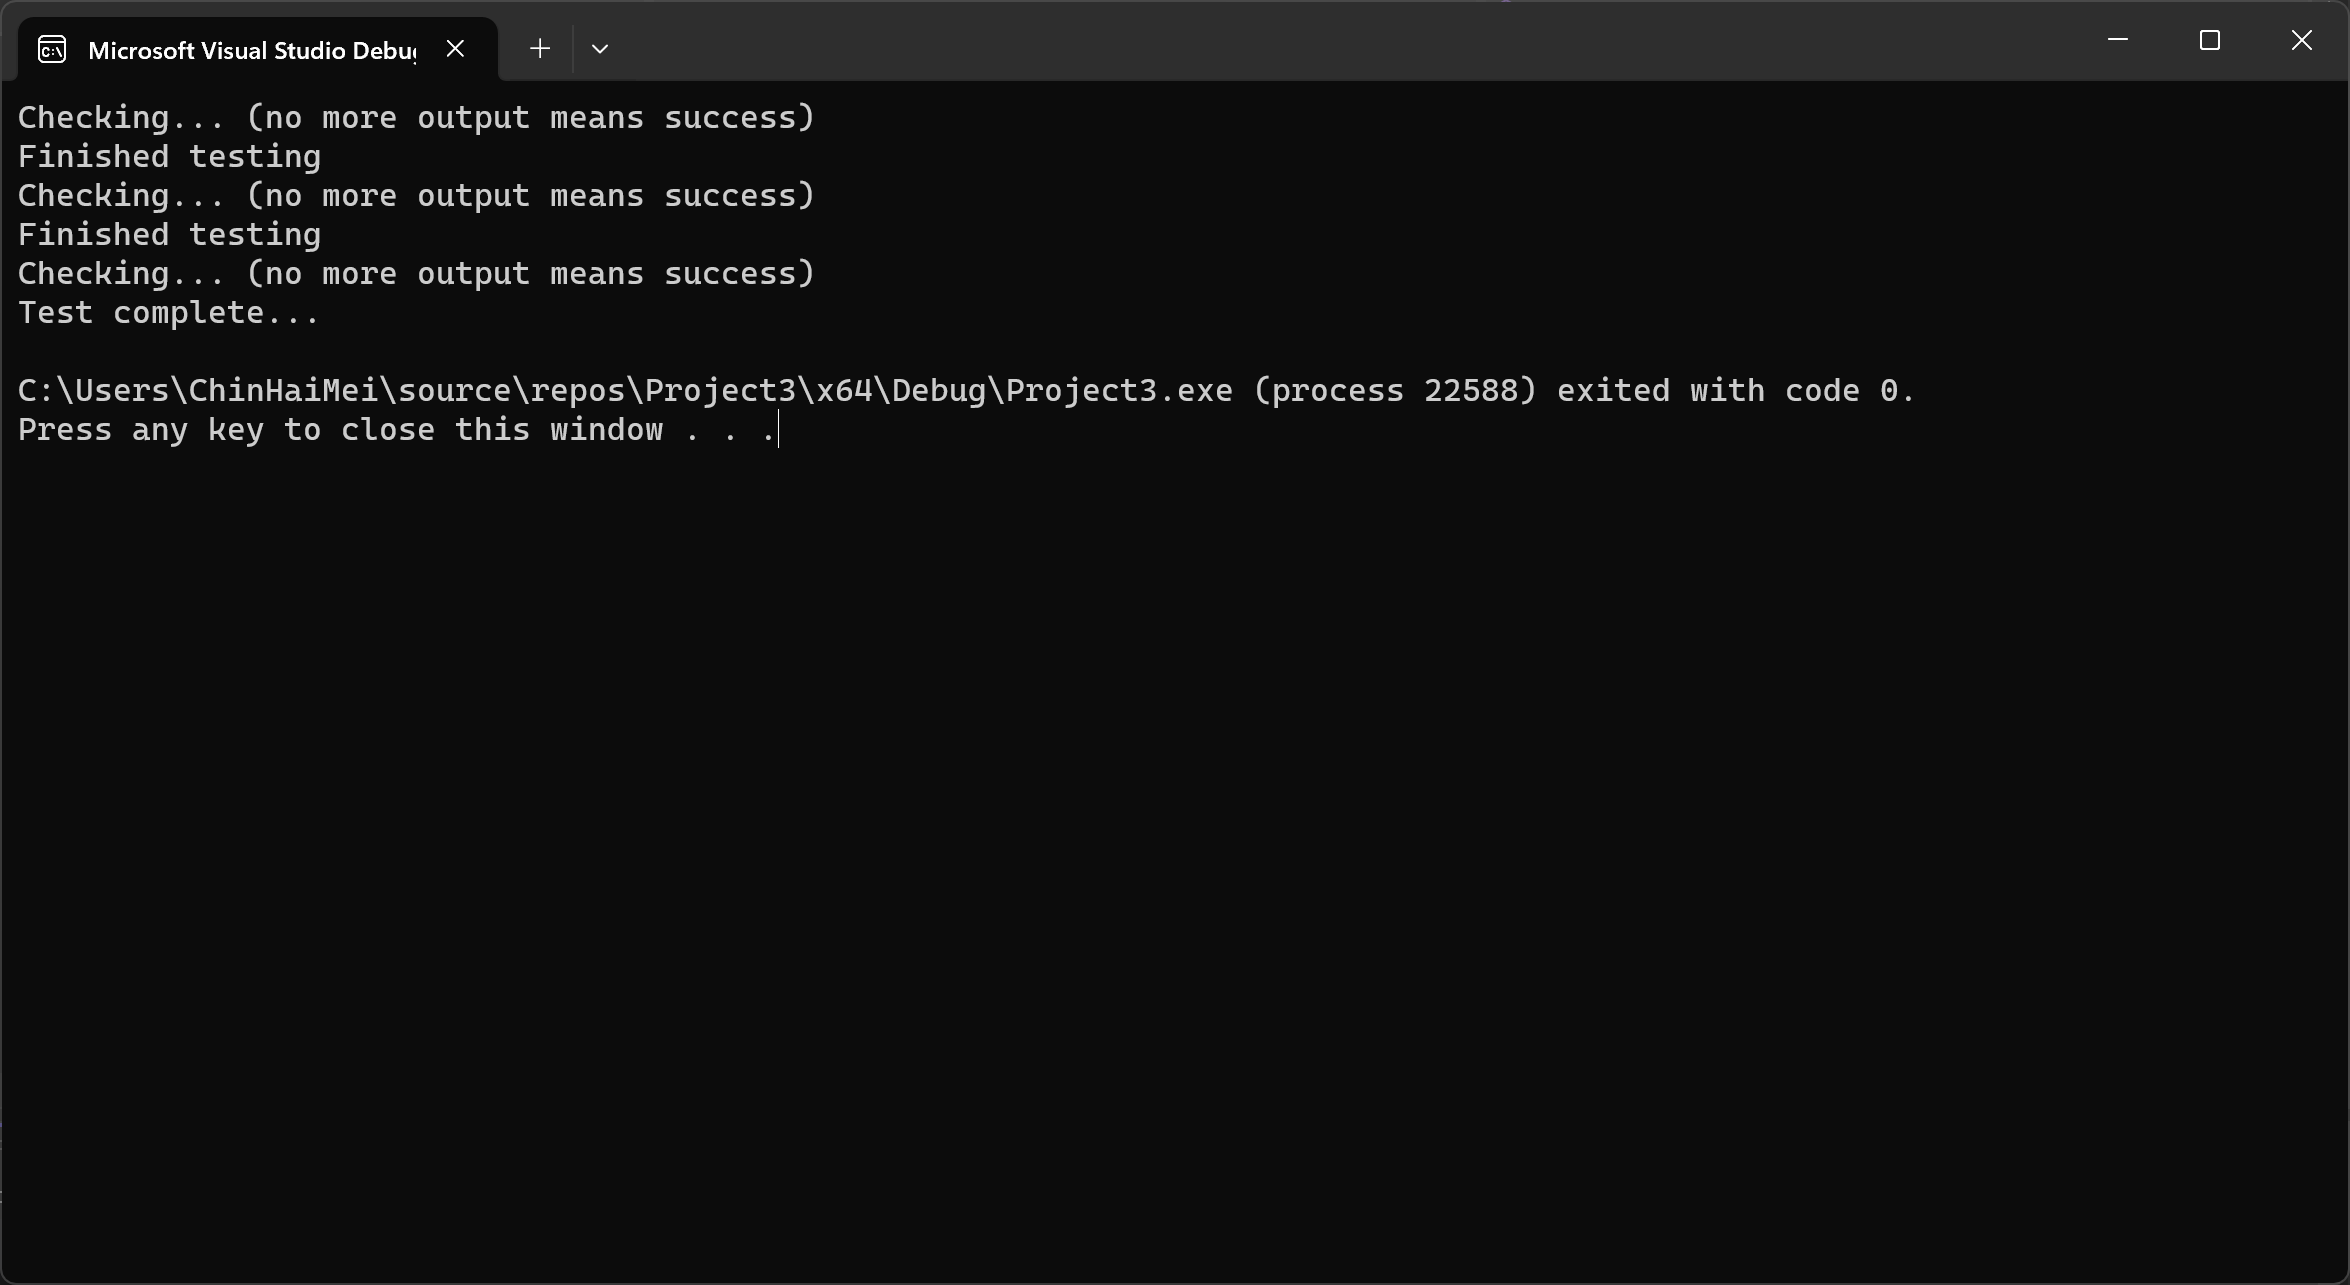 Microsoft Visual Studio Debug
Checking... (no more output means success)
Finished testing
Checking... (no more output means success)
Finished testing
Checking... (no more output means success)
Test complete...
C:\Users\ChinHaiMei\source\repos\Project3\x64\Debug\Project3.exe (process 22588) exited with code 0.
Press any key to close this window . . .